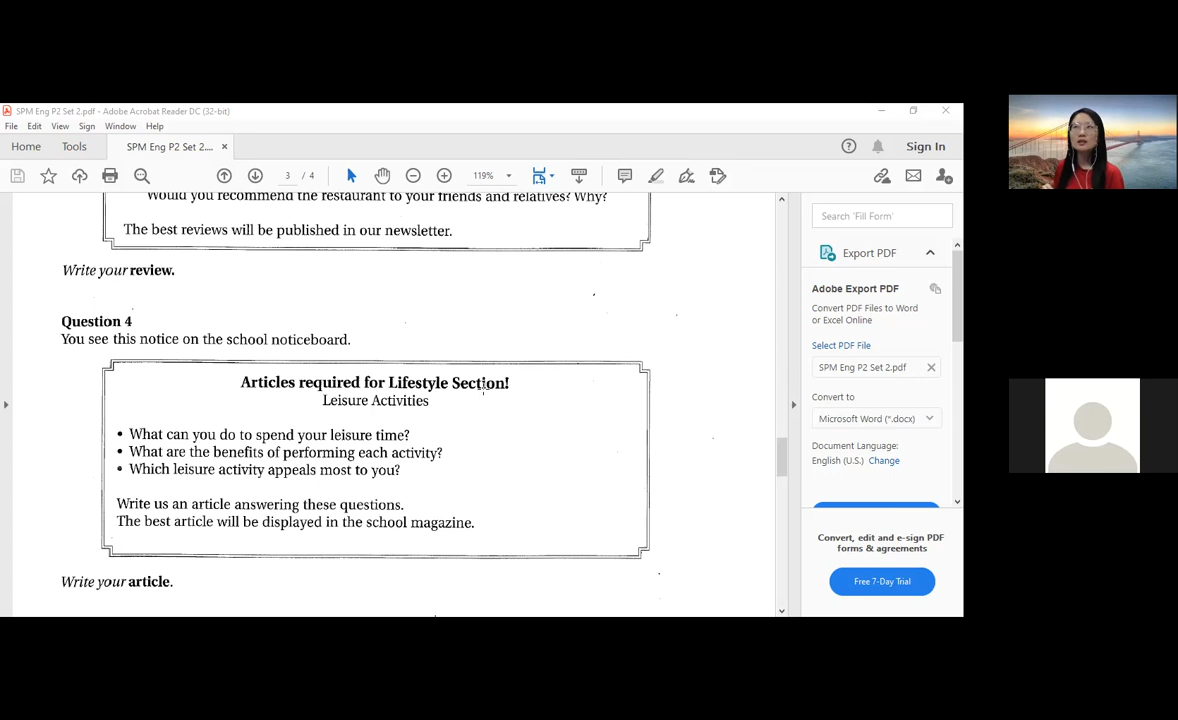 SPM Eng P2 Set 2.pdf - Adobe Acrobat Reader DC (32-bit)
File Edit View Sign Window Help
Home Tools SPM Eng P2 Set 2.... × Sign In
3 / 4 119%
Would you recommend the restaurant to your friends and relatives? Why?
The best reviews will be published in our newsletter.
Write your review.
Question 4
You see this notice on the school noticeboard.
Articles required for Lifestyle Section!
Leisure Activities
• What can you do to spend your leisure time?
• What are the benefits of performing each activity?
• Which leisure activity appeals most to you?
Write us an article answering these questions.
The best article will be displayed in the school magazine.
Write your article.
Search 'Fill Form'
Export PDF
Adobe Export PDF
Convert PDF Files to Word
or Excel Online
Select PDF File
SPM Eng P2 Set 2.pdf
Convert to
Microsoft Word (*.docx)
Document Language:
English (U.S.) Change
Convert, edit and e-sign PDF
forms & agreements
Free 7-Day Trial